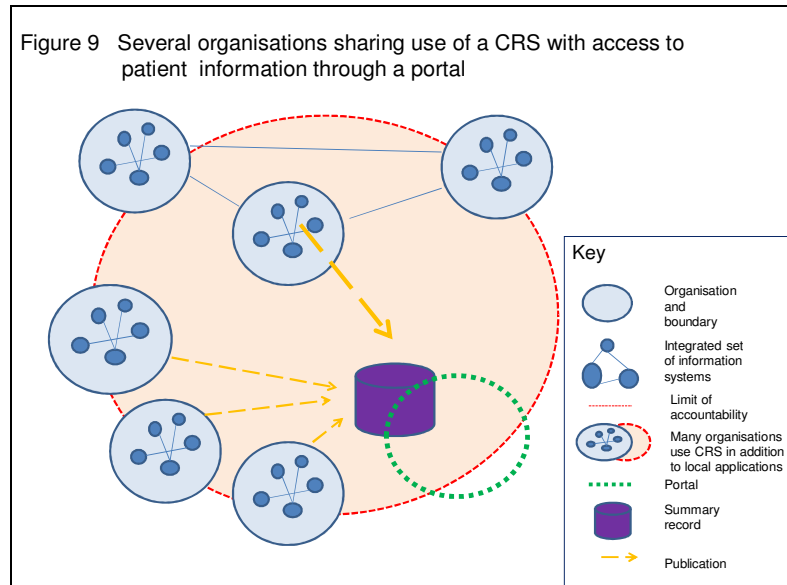 Figure 9 Several organisations sharing use of a CRS with access to
patient information through a portal
Key
Organisation
and
boundary
Integrated set
of information
systems
Limit of
accountability
Many organisations
use CRS in addition
to local applications
Portal
Summary
record
Publication